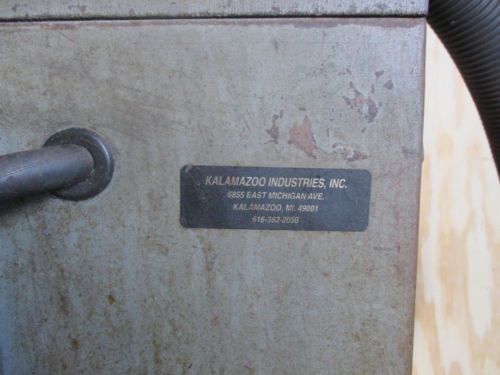 KALAMAZOO INDUSTRIES, INC.
6855 EAST MICHIGAN AVE.
KALAMAZOO, MI. 49001
616-382-2050